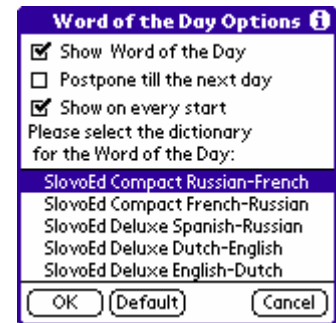 Word of the Day Options
Show Word of the Day
Postpone till the next day
Show on every start
Please select the dictionary
for the Word of the Day:
SlovoEd Compact Russian-French
SlovoEd Compact French-Russian
SlovoEd Deluxe Spanish-Russian
SlovoEd Deluxe Dutch-English
SlovoEd Deluxe English-Dutch
OK Default Cancel